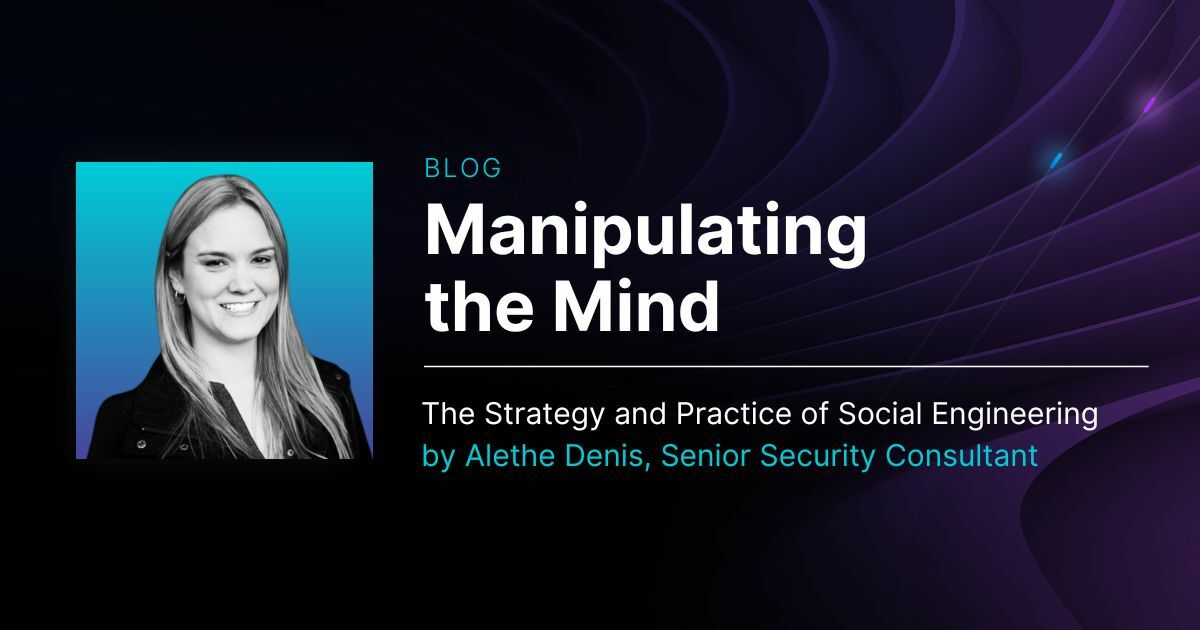 BLOG
Manipulating
the Mind
The Strategy and Practice of Social Engineering
by Alethe Denis, Senior Security Consultant